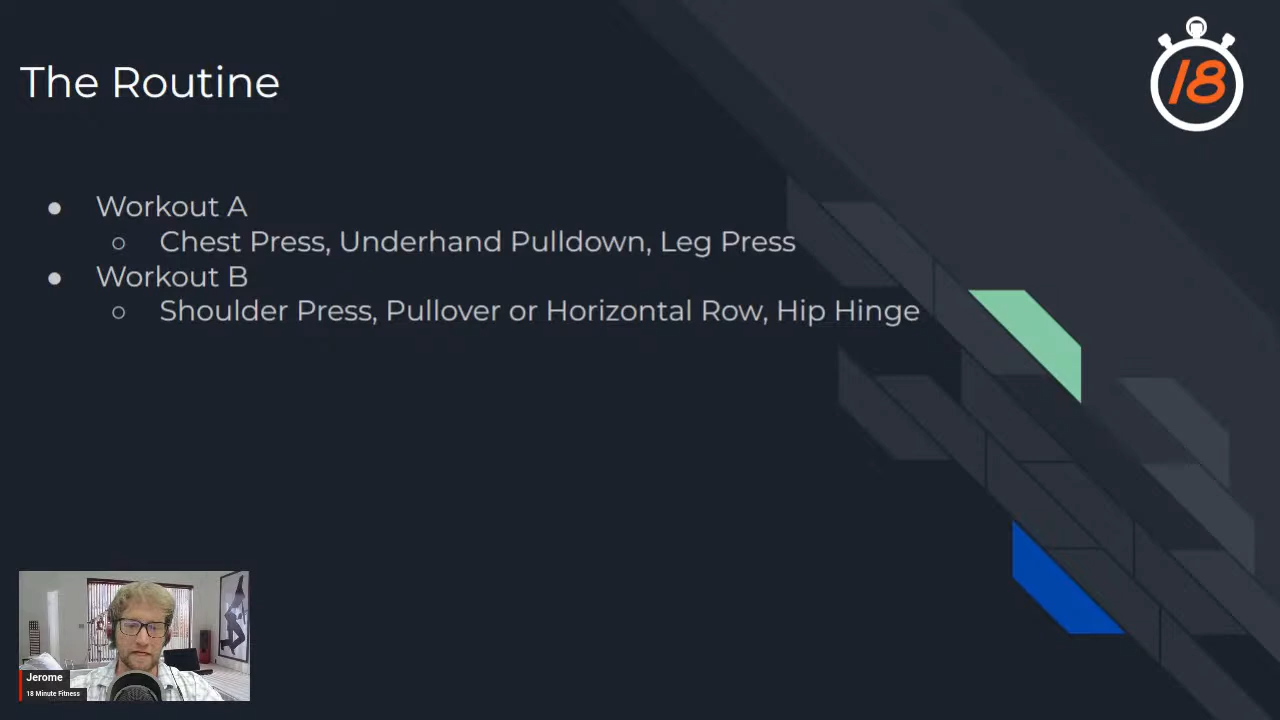 The Routine
18
● Workout A
○ Chest Press, Underhand Pulldown, Leg Press
● Workout B
○ Shoulder Press, Pullover or Horizontal Row, Hip Hinge
Jerome
18 Minute Fitness